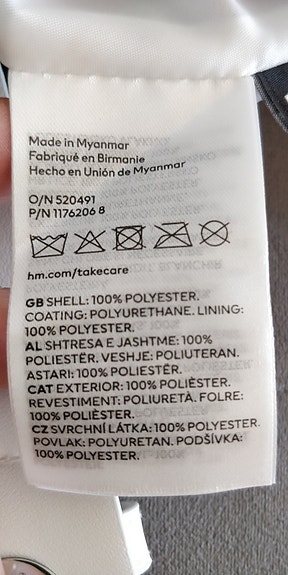 Made in Myanmar
Fabriqué en Birmanie
Hecho en Unión de Myanmar
O/N 520491
P/N 1176206 8
hm.com/takecare
GB SHELL: 100% POLYESTER.
COATING: POLYURETHANE. LINING:
100% POLYESTER.
AL SHTRESA E JASHTME: 100%
POLIESTËR. VESHJE: POLIUTERAN.
ASTARI: 100% POLIESTËR.
CAT EXTERIOR: 100% POLIÈSTER.
REVESTIMENT: POLIURETÀ. FOLRE:
100% POLIÈSTER.
CZ SVRCHNÍ LÁTKA: 100% POLYESTER.
POVLAK: POLYURETAN. PODŠÍVKA:
100% POLYESTER.